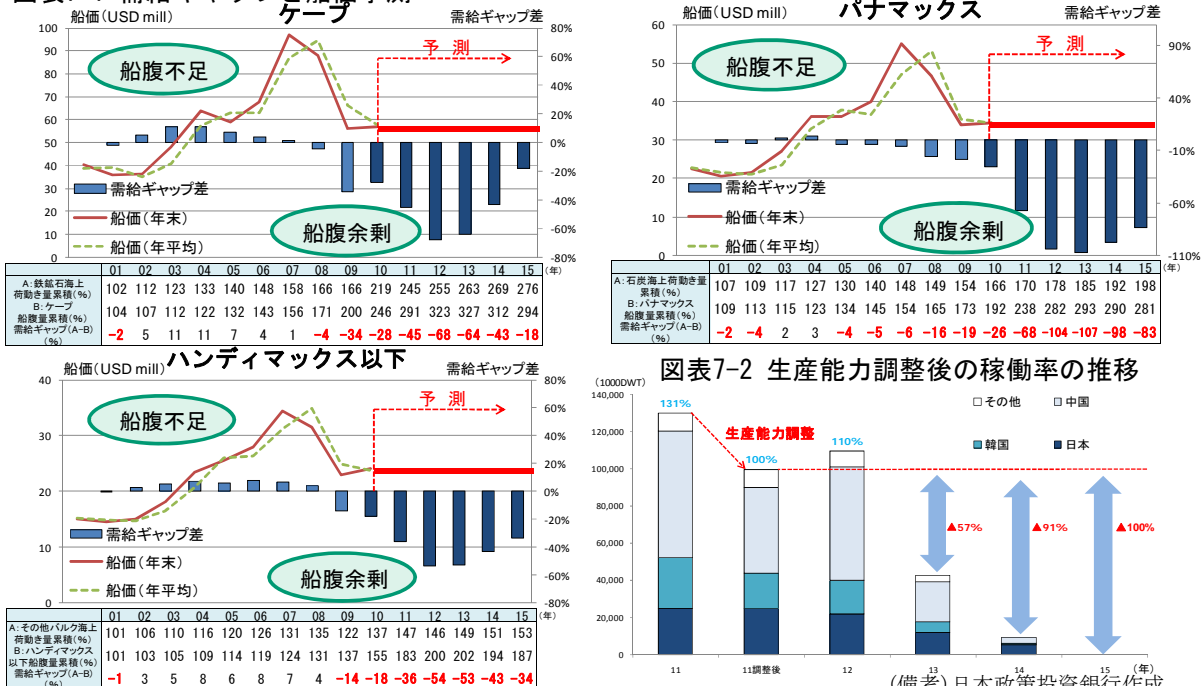 船価(USD mill)
ケープ
需給ギャップ差
100
90
80
70
60
50
40
30
20
10
0
80%
60%
40%
20%
0%
-20%
-40%
-60%
-80%
船腹不足
予 測
需給ギャップ差
船価(年末)
船価(年平均)
船腹余剰
01 02 03 04 05 06 07 08 09 10 11 12 13 14 15 (年)
A:鉄鉱石海上
荷動き量累積(%)
102 112 123 133 140 148 158 166 166 219 245 255 263 269 276
B:ケープ
船腹量累積(%)
104 107 112 122 132 143 156 171 200 246 291 323 327 312 294
需給ギャップ(A-B)
(%)
-2 5 11 11 7 4 1 -4 -34 -28 -45 -68 -64 -43 -18
船価(USD mill)
パナマックス
需給ギャップ差
60
50
40
30
20
10
0
90%
40%
-10%
-60%
-110%
船腹不足
予 測
需給ギャップ差
船価(年末)
船価(年平均)
船腹余剰
01 02 03 04 05 06 07 08 09 10 11 12 13 14 15 (年)
A:石炭海上荷動き量
累積(%)
107 109 117 127 130 140 148 149 154 166 170 178 185 192 198
B:パナマックス
船腹量累積(%)
109 113 115 123 134 145 154 165 173 192 238 282 293 290 281
需給ギャップ(A-B)
(%)
-2 -4 2 3 -4 -5 -6 -16 -19 -26 -68 -104 -107 -98 -83
船価(USD mill)
ハンディマックス以下
需給ギャップ差
40
30
20
10
0
80%
60%
40%
20%
0%
-20%
-40%
-60%
-80%
船腹不足
予 測
需給ギャップ差
船価(年末)
船価(年平均)
船腹余剰
01 02 03 04 05 06 07 08 09 10 11 12 13 14 15 (年)
A:その他バルク海上
荷動き量累積(%)
101 106 110 116 120 126 131 135 122 137 147 146 149 151 153
B:ハンディマックス
以下船腹量累積(%)
101 103 105 109 114 119 124 131 137 155 183 200 202 194 187
需給ギャップ(A-B)
(%)
-1 3 5 8 6 8 7 4 -14 -18 -36 -54 -53 -43 -34
図表7-2 生産能力調整後の稼働率の推移
(1000DWT)
140,000
120,000
100,000
80,000
60,000
40,000
20,000
0
131%
生産能力調整
100%
110%
その他
中国
韓国
日本
▲57%
▲91%
▲100%
11
11調整後
12
13
14
15
(年)
(備考)日本政策投資銀行作成